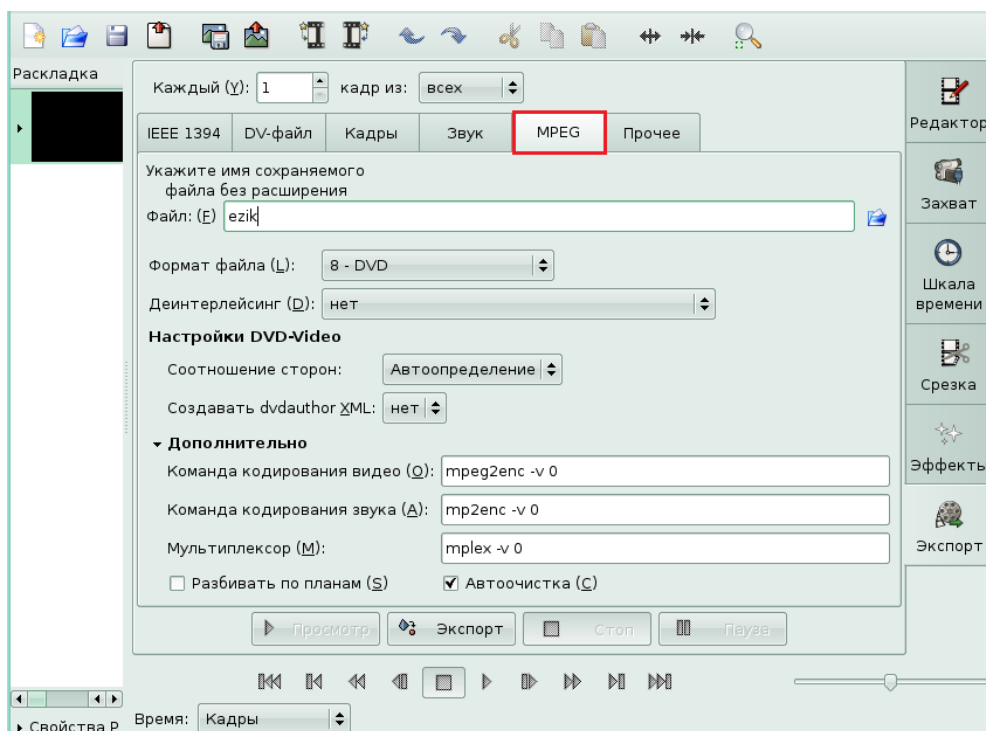 Раскладка
Каждый (Y): 1 кадр из: всех
IEEE 1394 DV-файл Кадры Звук MPEG Прочее
Укажите имя сохраняемого
файла без расширения
Файл: (F) ezik
Формат файла (L): 8 - DVD
Деинтерлейсинг (D): нет
Настройки DVD-Video
Соотношение сторон: Автоопределение
Создавать dvdauthor XML: нет
Дополнительно
Команда кодирования видео (O): mpeg2enc -v 0
Команда кодирования звука (A): mp2enc -v 0
Мультиплексор (M): mplex -v 0
Разбивать по планам (S) Автоочистка (C)
Просмотр Экспорт Стоп Пауза
Редактор
Захват
Шкала
времени
Срезка
Эффекты
Экспорт
Свойства Р
Время: Кадры